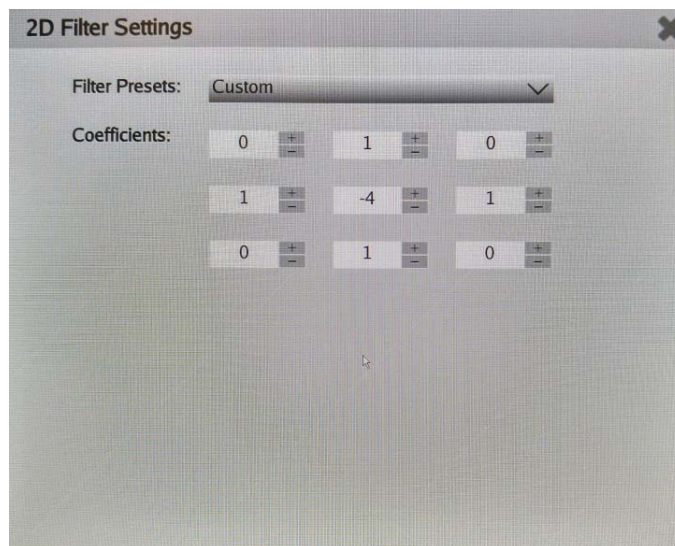 2D Filter Settings
Filter Presets: Custom
Coefficients:
0 + - 1 + - 0 + -
1 + - -4 + - 1 + -
0 + - 1 + - 0 + -